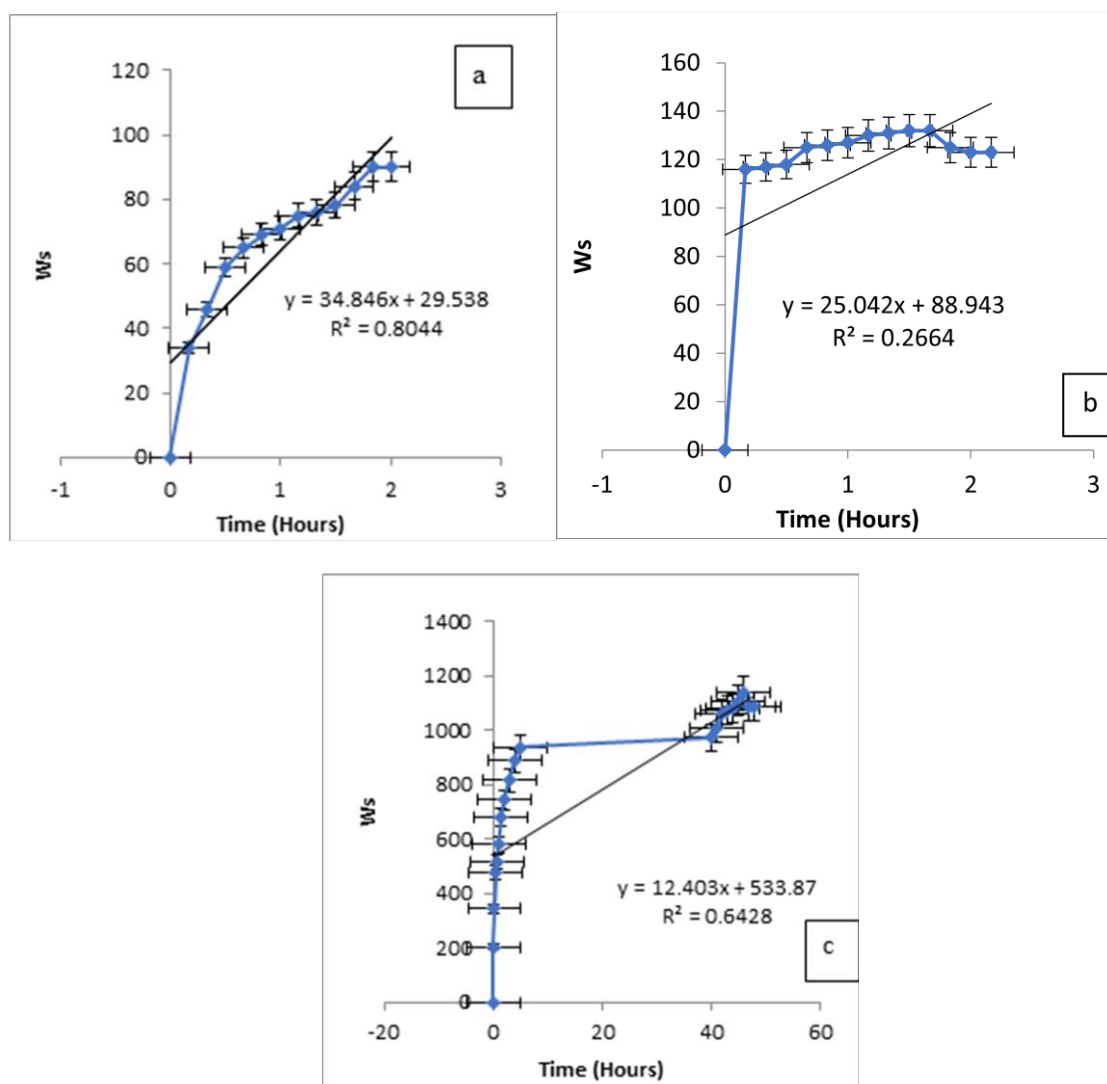 a
120
100
80
60
40
20
0
Ws
y = 34.846x + 29.538
R² = 0.8044
-1 0 1 2 3
Time (Hours)
160
140
120
100
80
60
40
20
0
Ws
y = 25.042x + 88.943
R² = 0.2664
b
-1 0 1 2 3
Time (Hours)
1400
1200
1000
800
600
400
200
0
Ws
y = 12.403x + 533.87
R² = 0.6428
c
-20 0 20 40 60
Time (Hours)